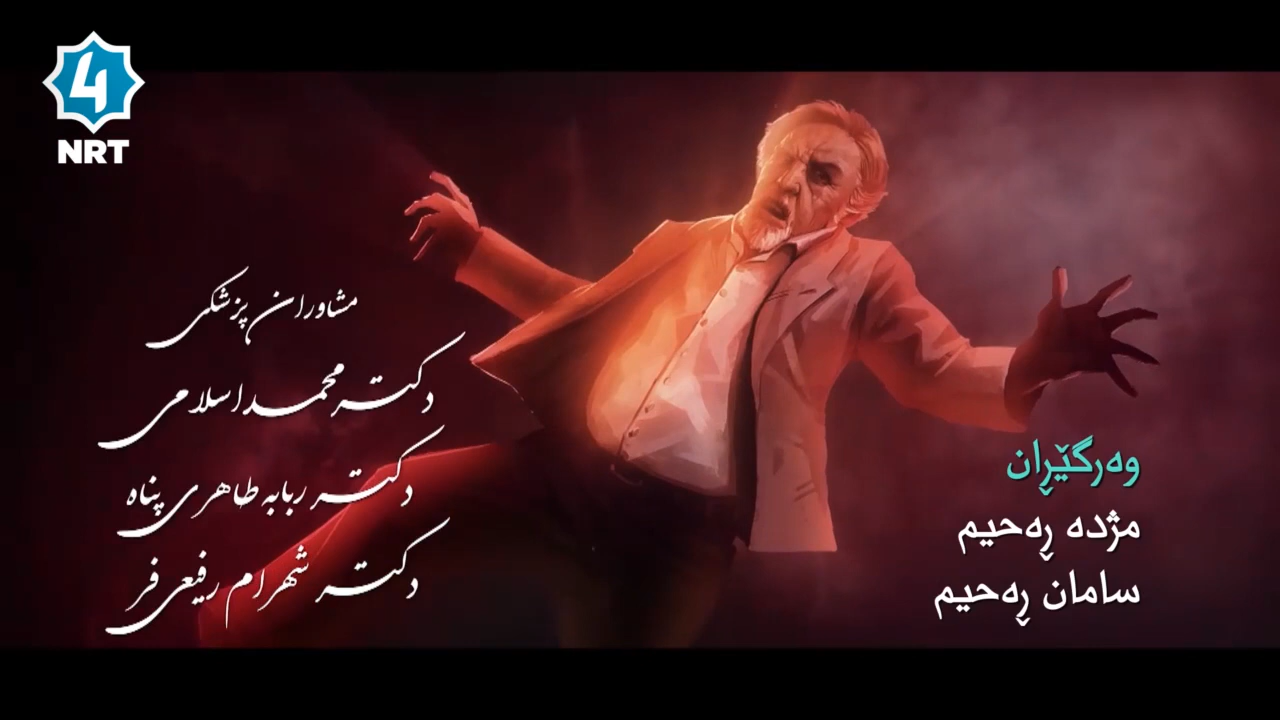 4
NRT
مشاوران پزشکی
دکتر محمد اسلامی
دکتر ربابه طاهری پناه
دکتر شهرام رفیعی فر
وەرگێڕان
مژدە ڕەحیم
سامان ڕەحیم